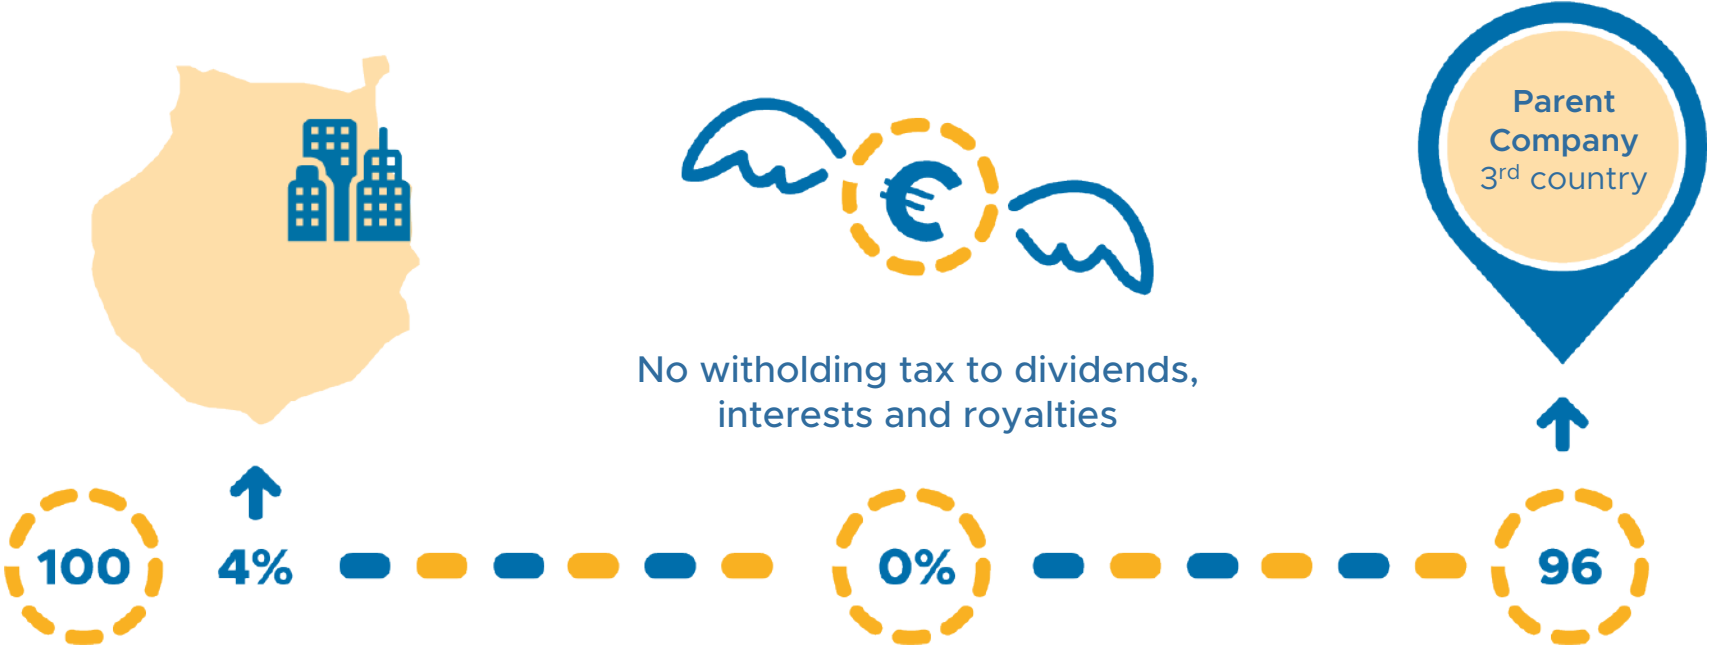 Parent
Company
3rd country
€
No witholding tax to dividends,
interests and royalties
100
4%
0%
96